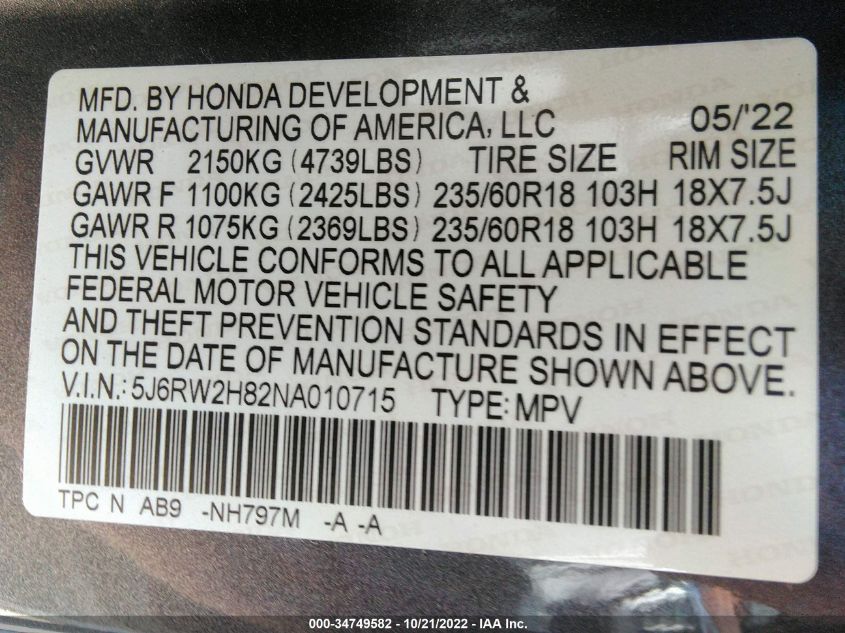 MFD. BY HONDA DEVELOPMENT &
MANUFACTURING OF AMERICA, LLC 05/'22
GVWR 2150KG (4739LBS) TIRE SIZE RIM SIZE
GAWR F 1100KG (2425LBS) 235/60R18 103H 18X7.5J
GAWR R 1075KG (2369LBS) 235/60R18 103H 18X7.5J
THIS VEHICLE CONFORMS TO ALL APPLICABLE
FEDERAL MOTOR VEHICLE SAFETY
AND THEFT PREVENTION STANDARDS IN EFFECT
ON THE DATE OF MANUFACTURE SHOWN ABOVE.
V.I.N.: 5J6RW2H82NA010715 TYPE: MPV
TPC N AB9 -NH797M -A -A
000-34749582 - 10/21/2022 - IAA Inc.